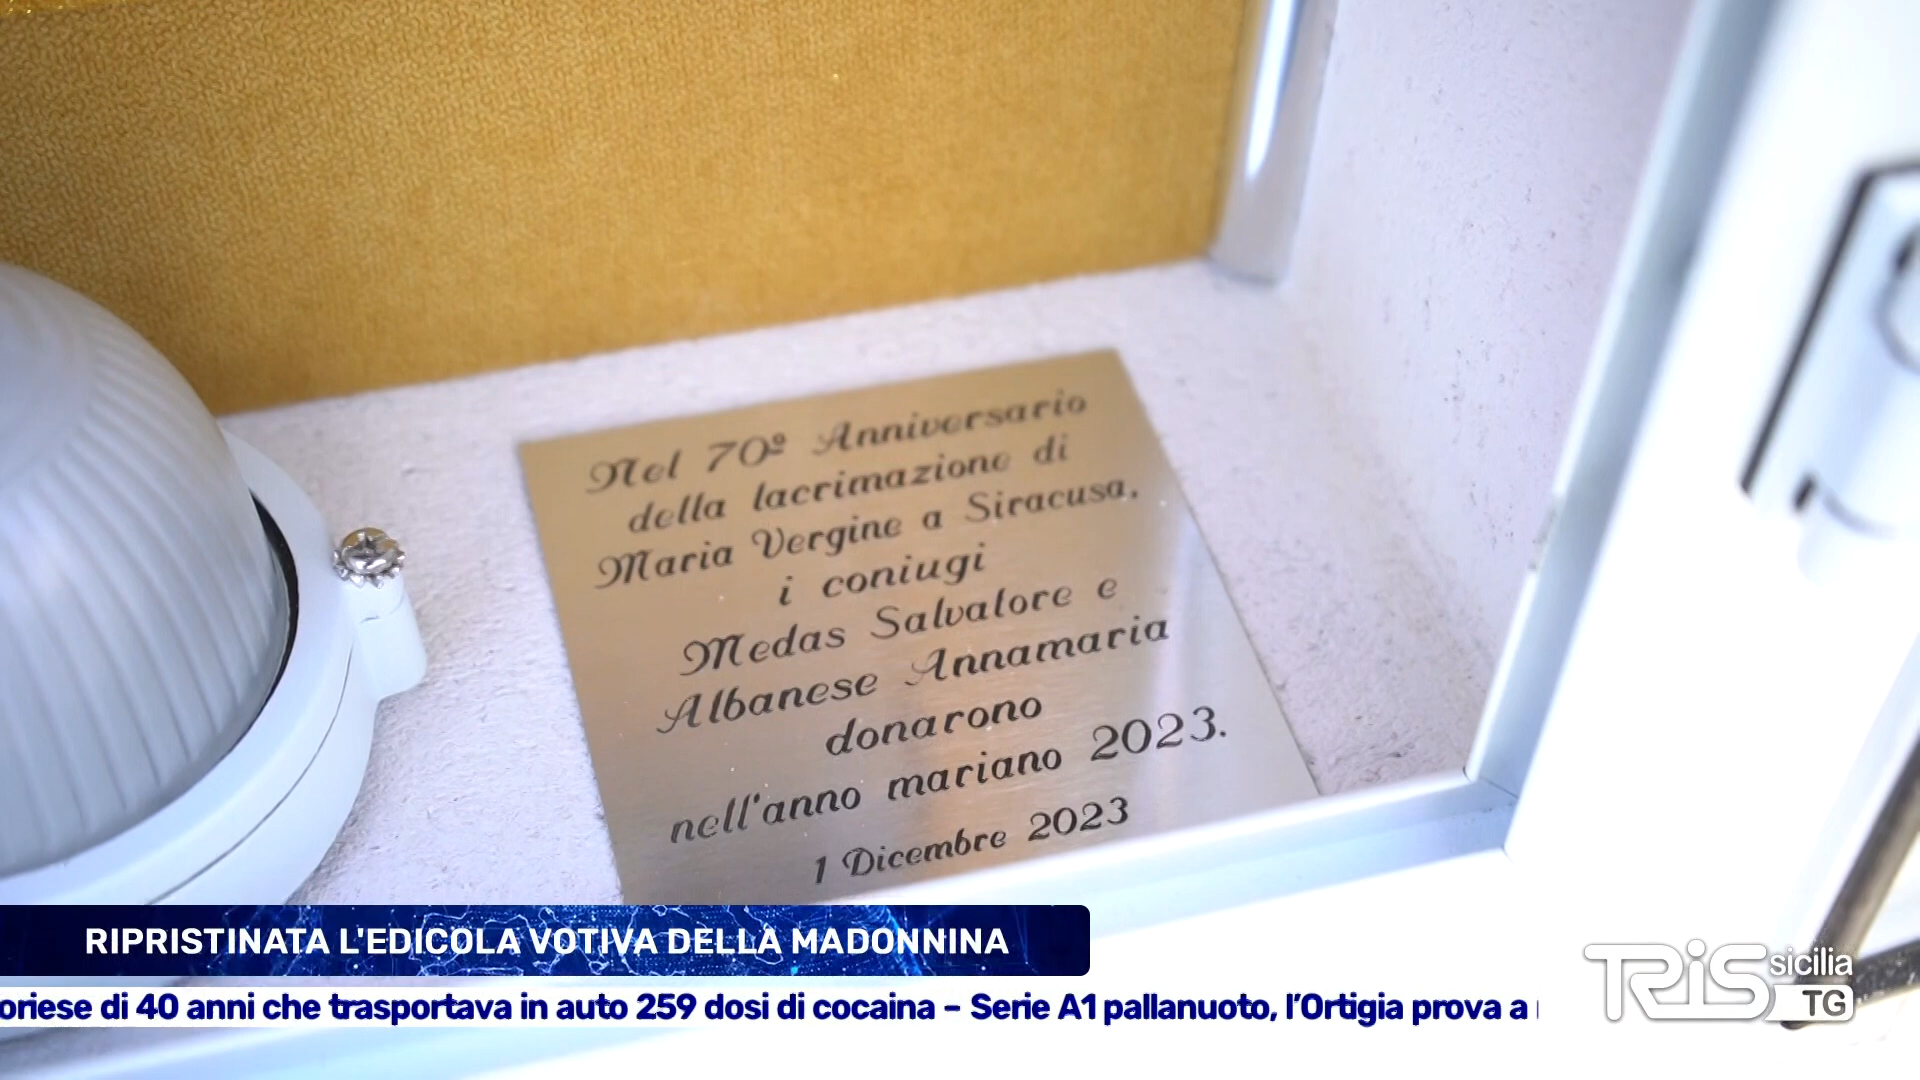 Nel 70º Anniversario
della lacrimazione di
Maria Vergine a Siracusa,
i coniugi
Medas Salvatore e
Albanese Annamaria
donarono
nell'anno mariano 2023.
1 Dicembre 2023
RIPRISTINATA L'EDICOLA VOTIVA DELLA MADONNINA
oriese di 40 anni che trasportava in auto 259 dosi di cocaina – Serie A1 pallanuoto, l'Ortigia prova a
TRIS sicilia
TG